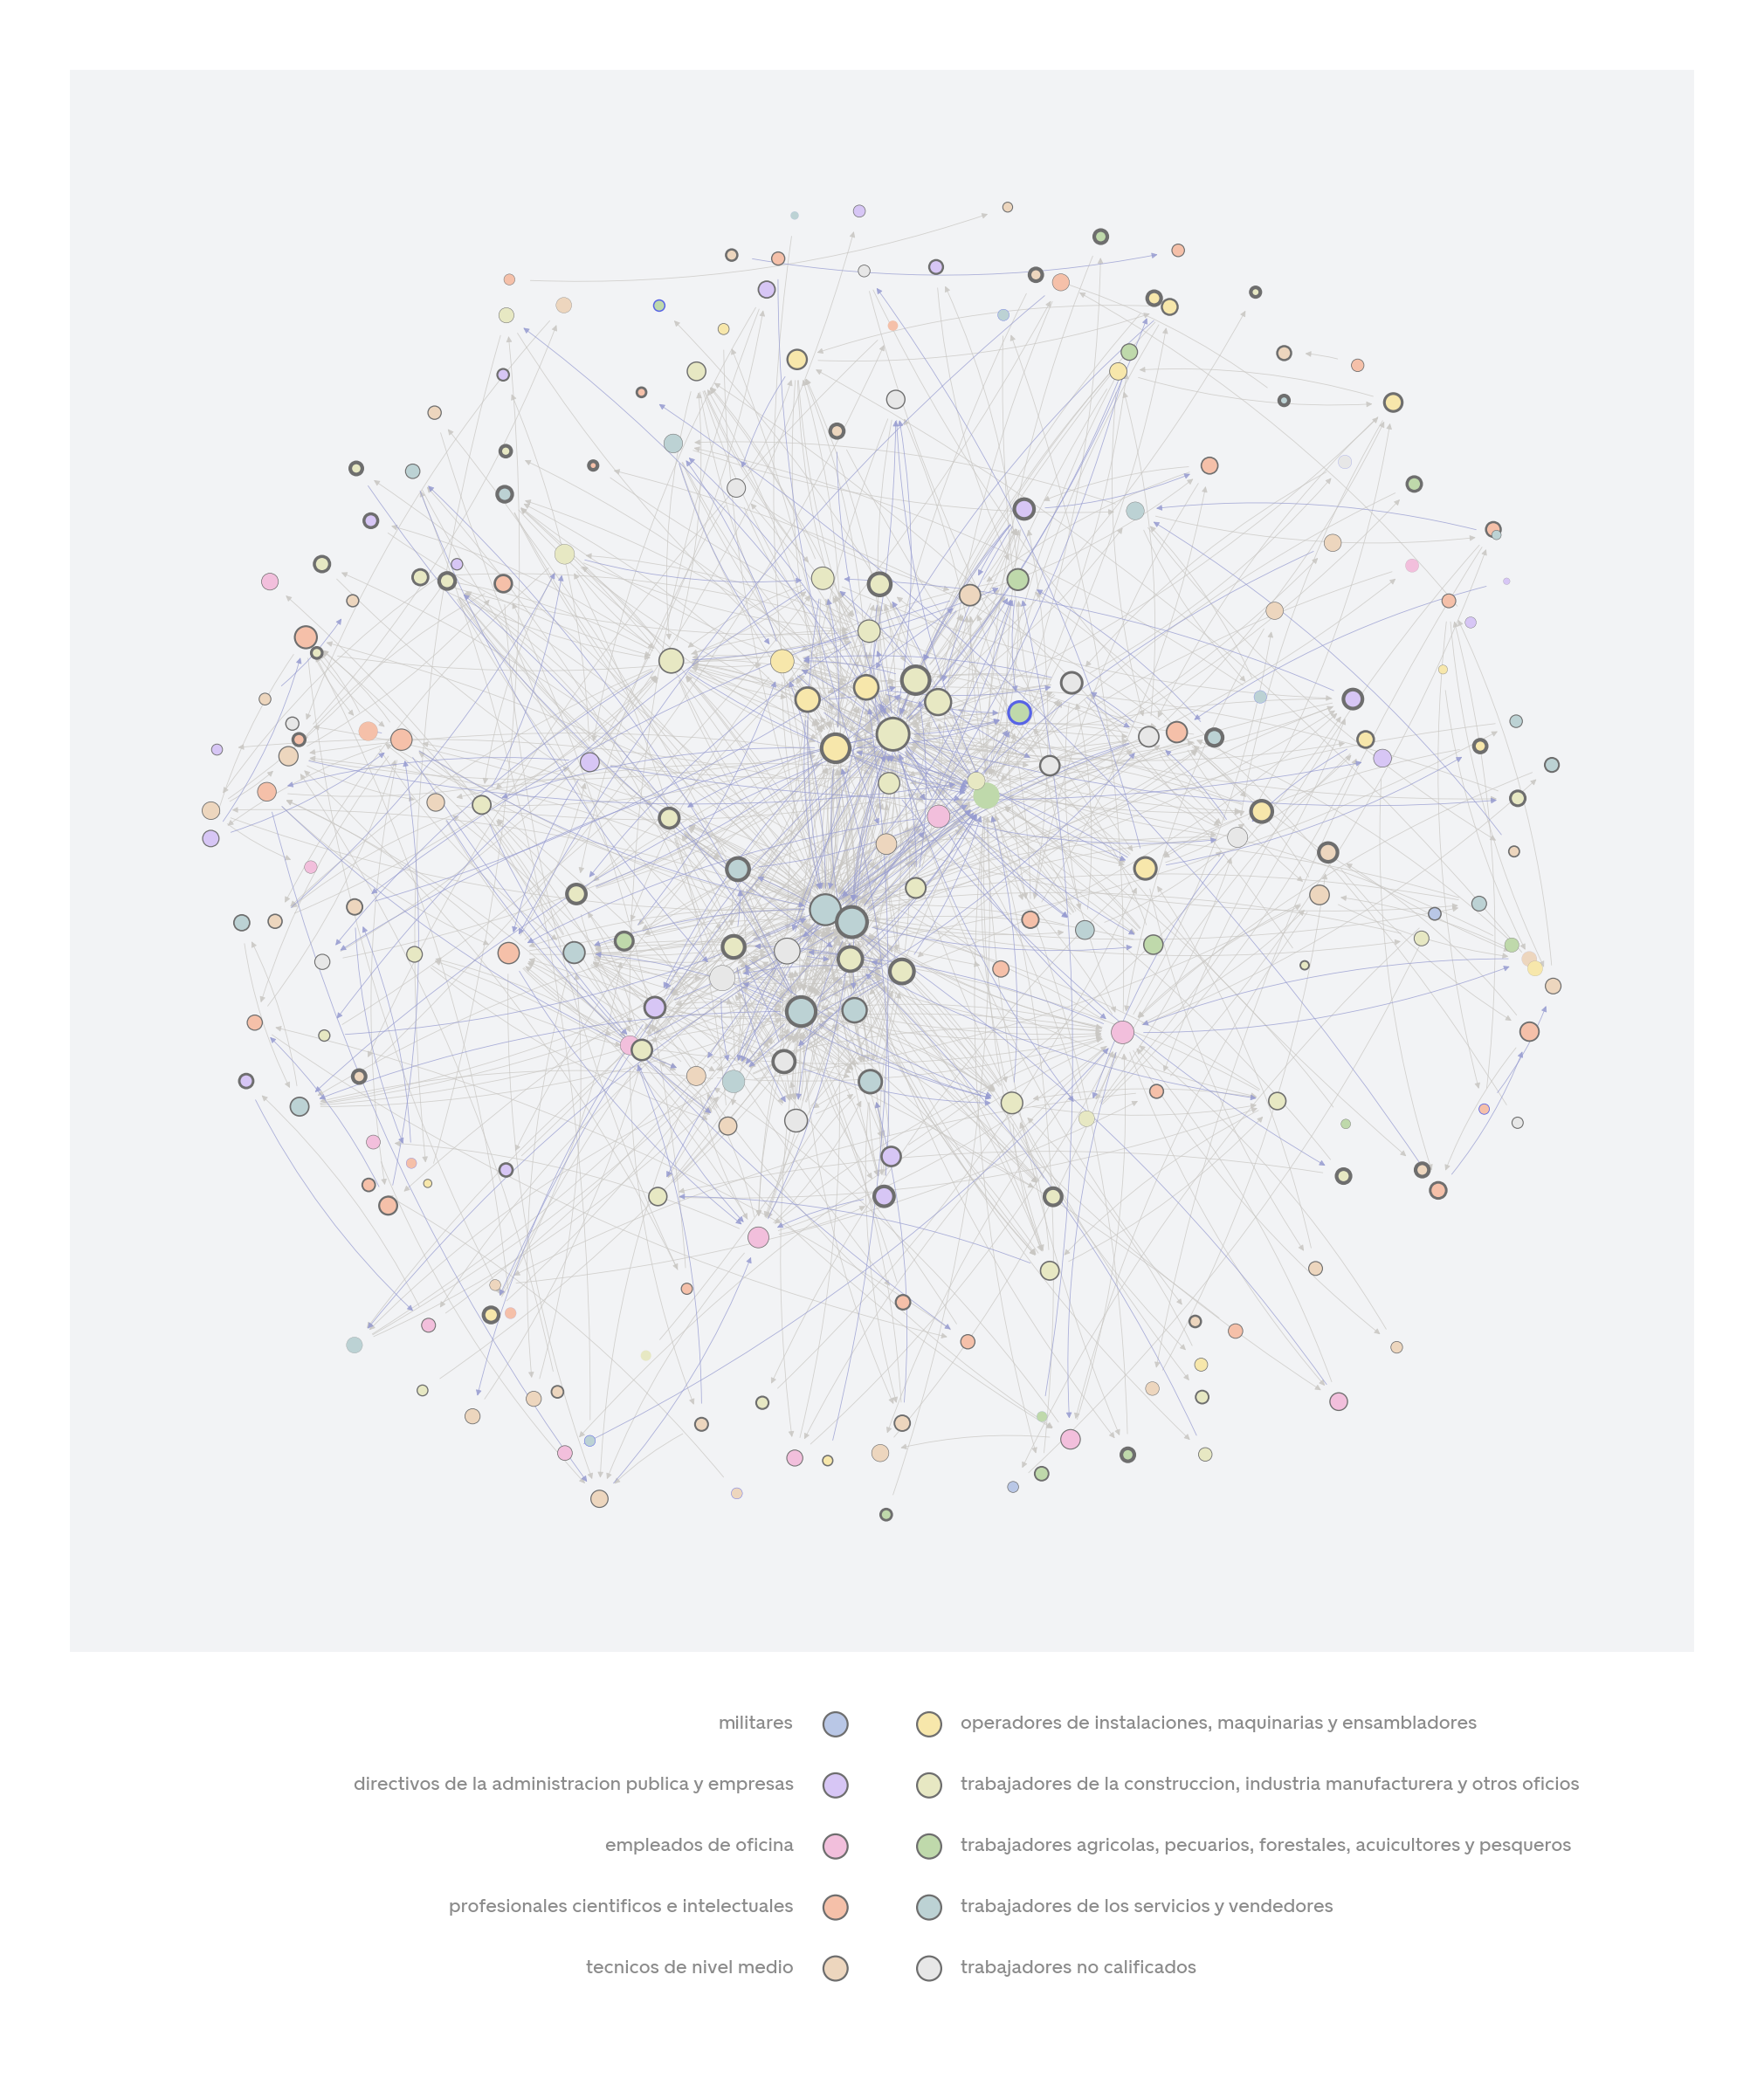 militares
operadores de instalaciones, maquinarias y ensambladores
directivos de la administracion publica y empresas
trabajadores de la construccion, industria manufacturera y otros oficios
empleados de oficina
trabajadores agricolas, pecuarios, forestales, acuicultores y pesqueros
profesionales cientificos e intelectuales
trabajadores de los servicios y vendedores
tecnicos de nivel medio
trabajadores no calificados